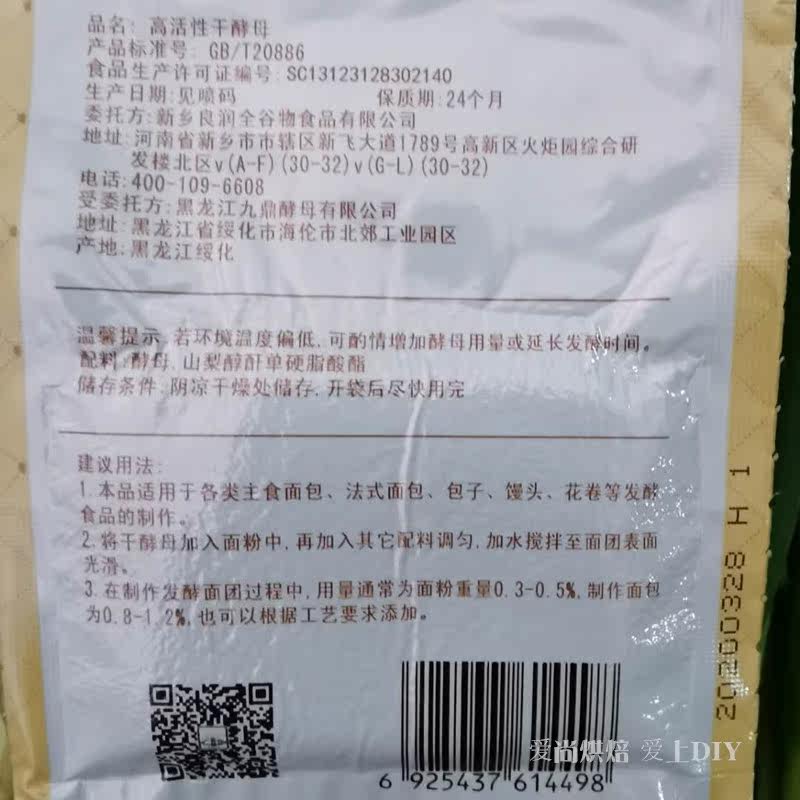 品名: 高活性干酵母
产品标准号: GB/T20886
食品生产许可证编号: SC13123128302140
生产日期:见喷码 保质期:24个月
委托方:新乡良润全谷物食品有限公司
地址:河南省新乡市市辖区新飞大道1789号高新区火炬园综合研
发楼北区v(A-F)(30-32)v(G-L)(30-32)
电话:400-109-6608
受委托方:黑龙江九鼎酵母有限公司
地址:黑龙江省绥化市海伦市北郊工业园区
产地:黑龙江绥化
温馨提示:若环境温度偏低,可酌情增加酵母用量或延长发酵时间。
配料:酵母,山梨醇酐单硬脂酸酯
储存条件:阴凉干燥处储存,开袋后尽快用完
建议用法:
1.本品适用于各类主食面包、法式面包、包子、馒头、花卷等发酵
食品的制作。
2.将干酵母加入面粉中,再加入其它配料调匀,加水搅拌至面团表面
光滑。
3.在制作发酵面团过程中,用量通常为面粉重量0.3-0.5%,制作面包
为0.8-1.2%,也可以根据工艺要求添加。
20200328 H 1
6 925437 614498
爱尚烘焙 爱上DIY